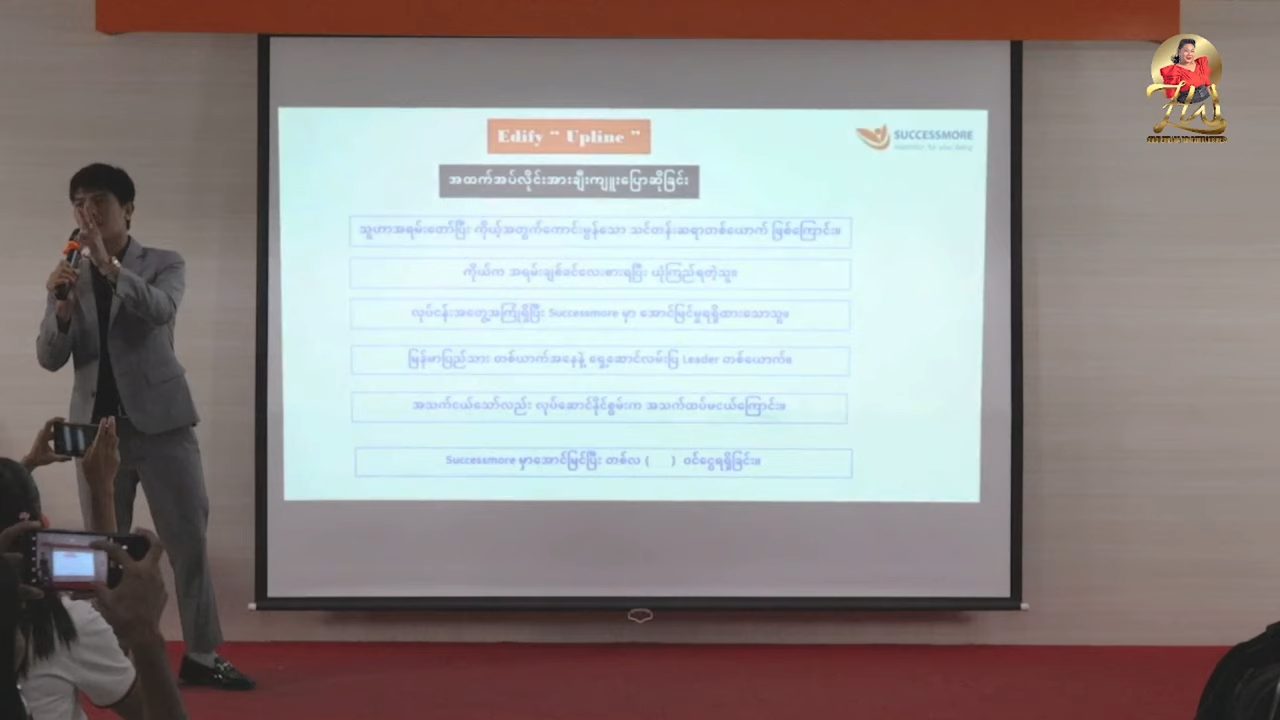 Edify “ Upline ”
SUCCESSMORE
အထက်အပ်လိုင်းအားချီးကျူးပြောဆိုခြင်း
သူဟာအရမ်းတော်ပြီး ကိုယ့်အတွက်ကောင်းမွန်သော သင်တန်းဆရာတစ်ယောက် ဖြစ်ကြောင်း။
ကိုယ်က အရမ်းချစ်ခင်လေးစားရပြီး ယုံကြည်ရတဲ့သူ။
လုပ်ငန်းအတွေ့အကြုံရှိပြီး Successmore မှာ အောင်မြင်မှုရရှိထားသောသူ။
မြန်မာပြည်သား တစ်ယာက်အနေနဲ့ ရှေ့ဆောင်လမ်းပြ Leader တစ်ယောက်။
အသက်ငယ်သော်လည်း လုပ်ဆောင်နိုင်စွမ်းက အသက်ထပ်မငယ်ကြောင်း။
Successmore မှာအောင်မြင်ပြီး တစ်လ ( ) ဝင်ငွေရရှိခြင်း။